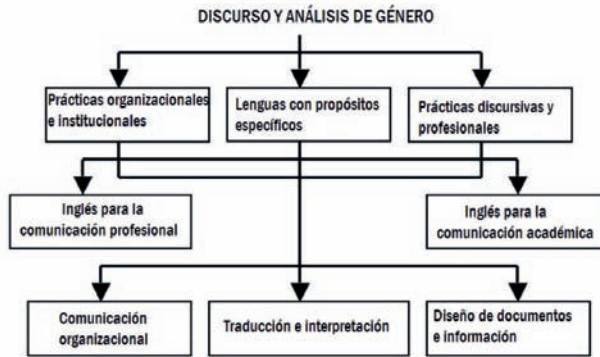 DISCURSO Y ANÁLISIS DE GÉNERO
Prácticas organizacionales
e institucionales
Lenguas con propósitos
específicos
Prácticas discursivas y
profesionales
Inglés para la
comunicación profesional
Inglés para la
comunicación académica
Comunicación
organizacional
Traducción e interpretación
Diseño de documentos
e información